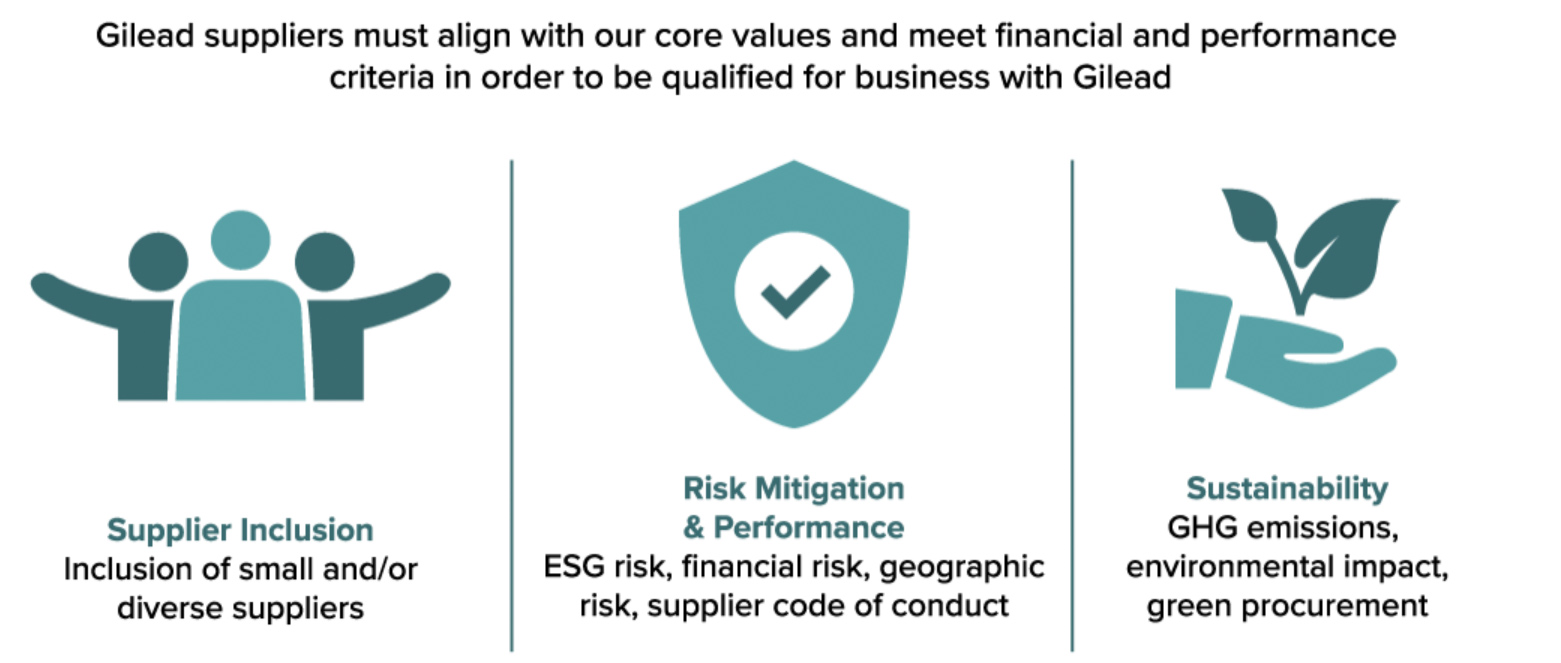 Gilead suppliers must align with our core values and meet financial and performance
criteria in order to be qualified for business with Gilead
Supplier Inclusion
Inclusion of small and/or
diverse suppliers
Risk Mitigation
& Performance
ESG risk, financial risk, geographic
risk, supplier code of conduct
Sustainability
GHG emissions,
environmental impact,
green procurement